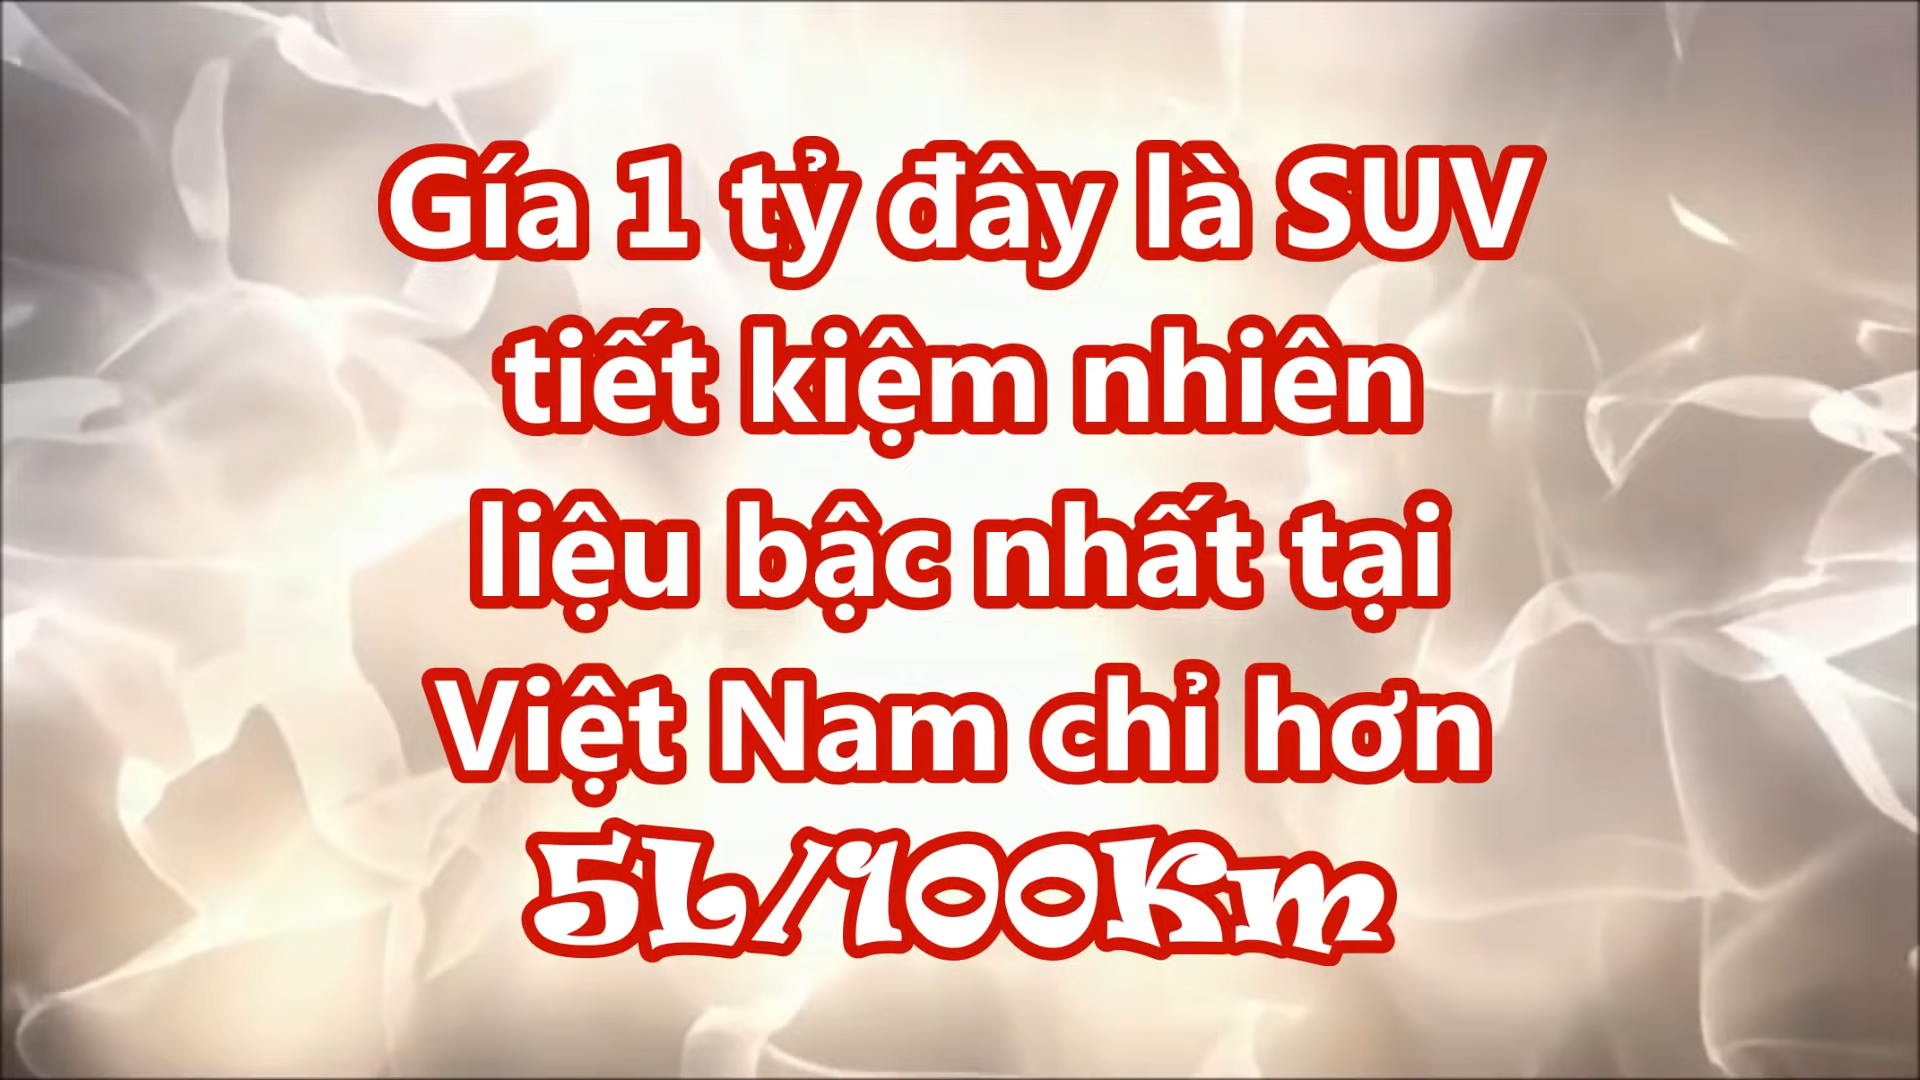 Gía 1 tỷ đây là SUV
tiết kiệm nhiên
liệu bậc nhất tại
Việt Nam chỉ hơn
5L/100Km